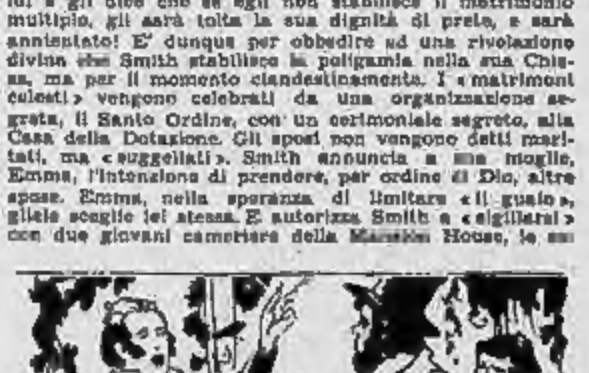 lui e gli dice che se egli non stabilisce il matrimonio
multiplo, gli sarà tolta la sua dignità di prete, e sarà
annientato! E' dunque per obbedire ad una rivelazione
divina che Smith stabilisce la poligamia nella sua Chie-
sa, ma per il momento clandestinamente. I « matrimoni
celesti » vengono celebrati da una organizzazione se-
greta, il Santo Ordine, con un cerimoniale segreto, alla
Casa della Dotazione. Gli sposi non vengono detti mari-
tati, ma « suggellati ». Smith annuncia a sua moglie,
Emma, l'intenzione di prendere, per ordine di Dio, altre
spose. Emma, nella speranza di limitare « il guaio »,
gliele sceglie lei stessa. E autorizza Smith a « sigillarsi »
con due giovani cameriere della Mansion House, le